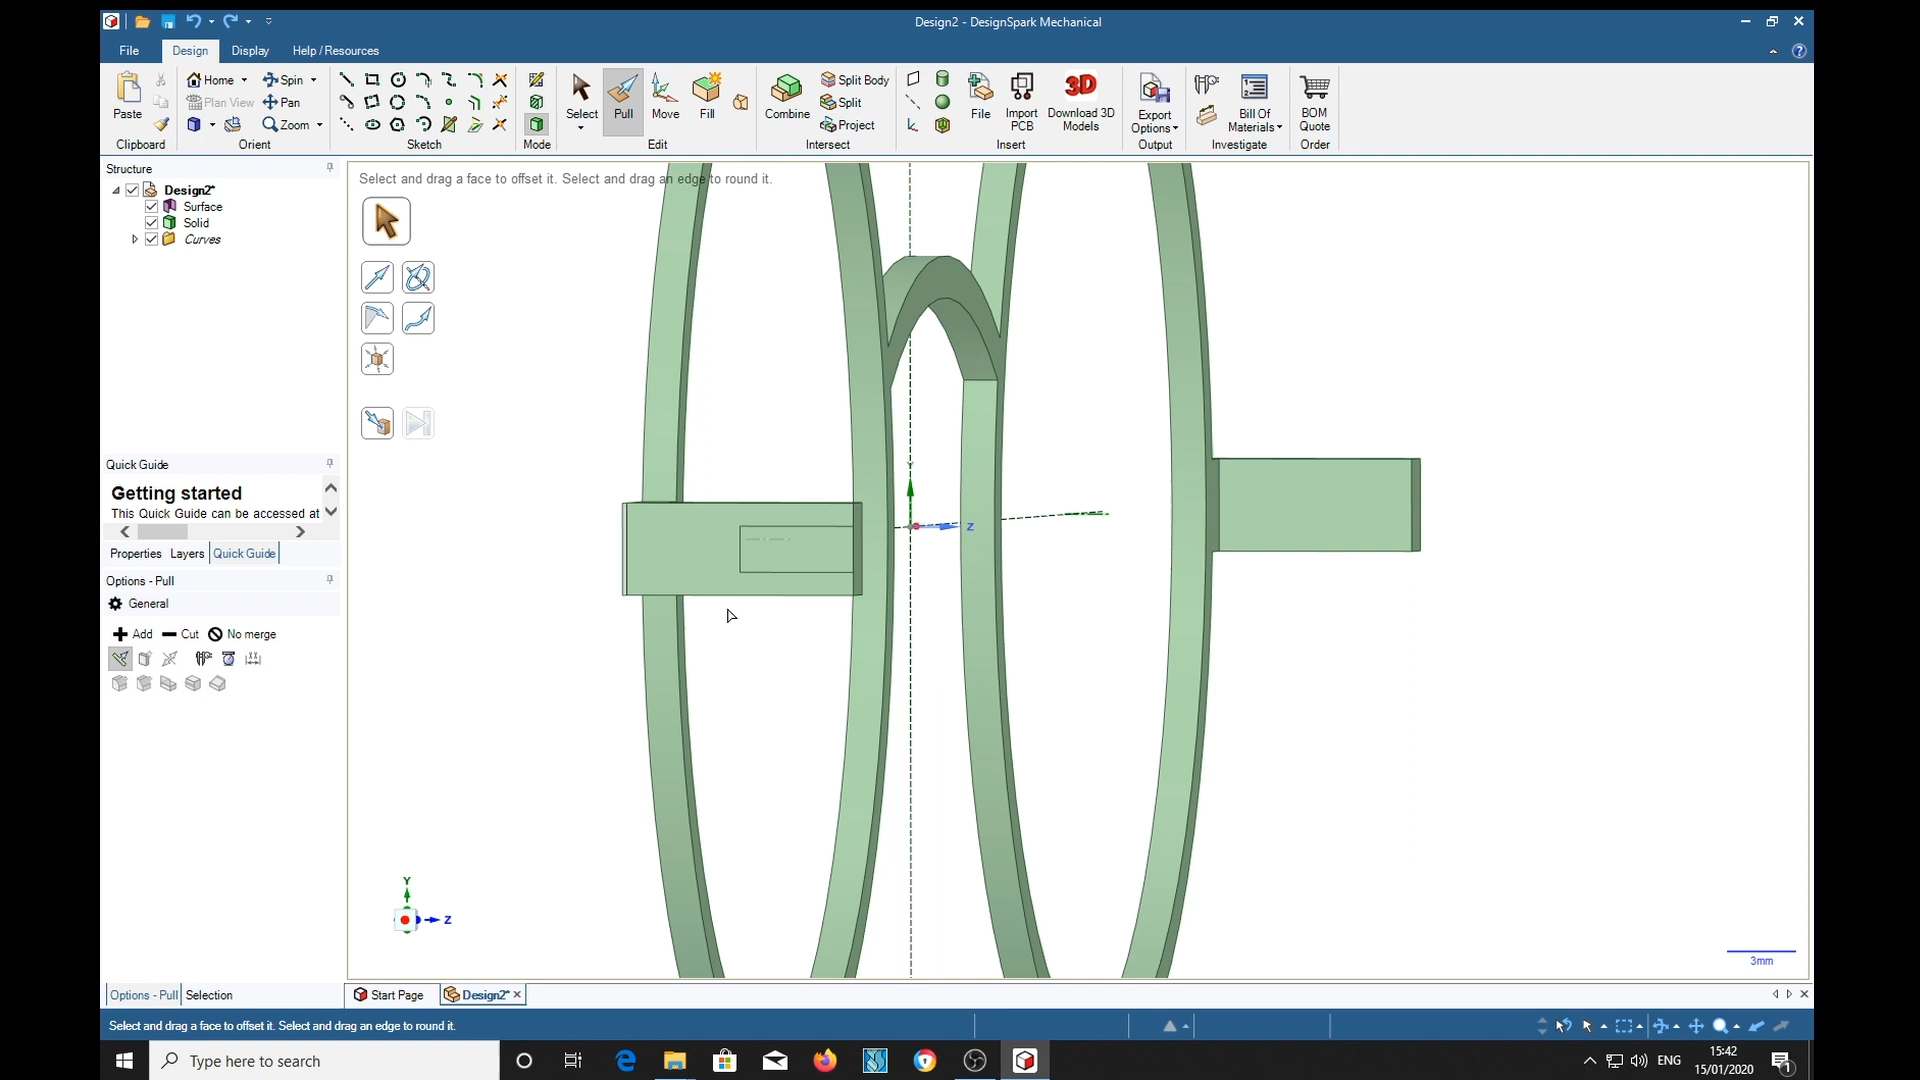 Design2 - DesignSpark Mechanical
File Design Display Help / Resources
Paste
Clipboard
Home Spin
Plan View Pan
Zoom
Orient
Sketch
Mode
Select Pull Move Fill
Edit
Combine Split Body
Split
Project
Intersect
File Import PCB Download 3D Models
3D
Insert
Export Options
Output
Bill Of Materials
Investigate
BOM Quote
Order
Structure
Design2*
Surface
Solid
Curves
Quick Guide
Getting started
This Quick Guide can be accessed at
Properties Layers Quick Guide
Options - Pull
General
Add Cut No merge
Options - Pull Selection
Select and drag a face to offset it. Select and drag an edge to round it.
Y
Z
Y
Z
3mm
Start Page Design2*
Select and drag a face to offset it. Select and drag an edge to round it.
Type here to search
ENG
15:42
15/01/2020
1